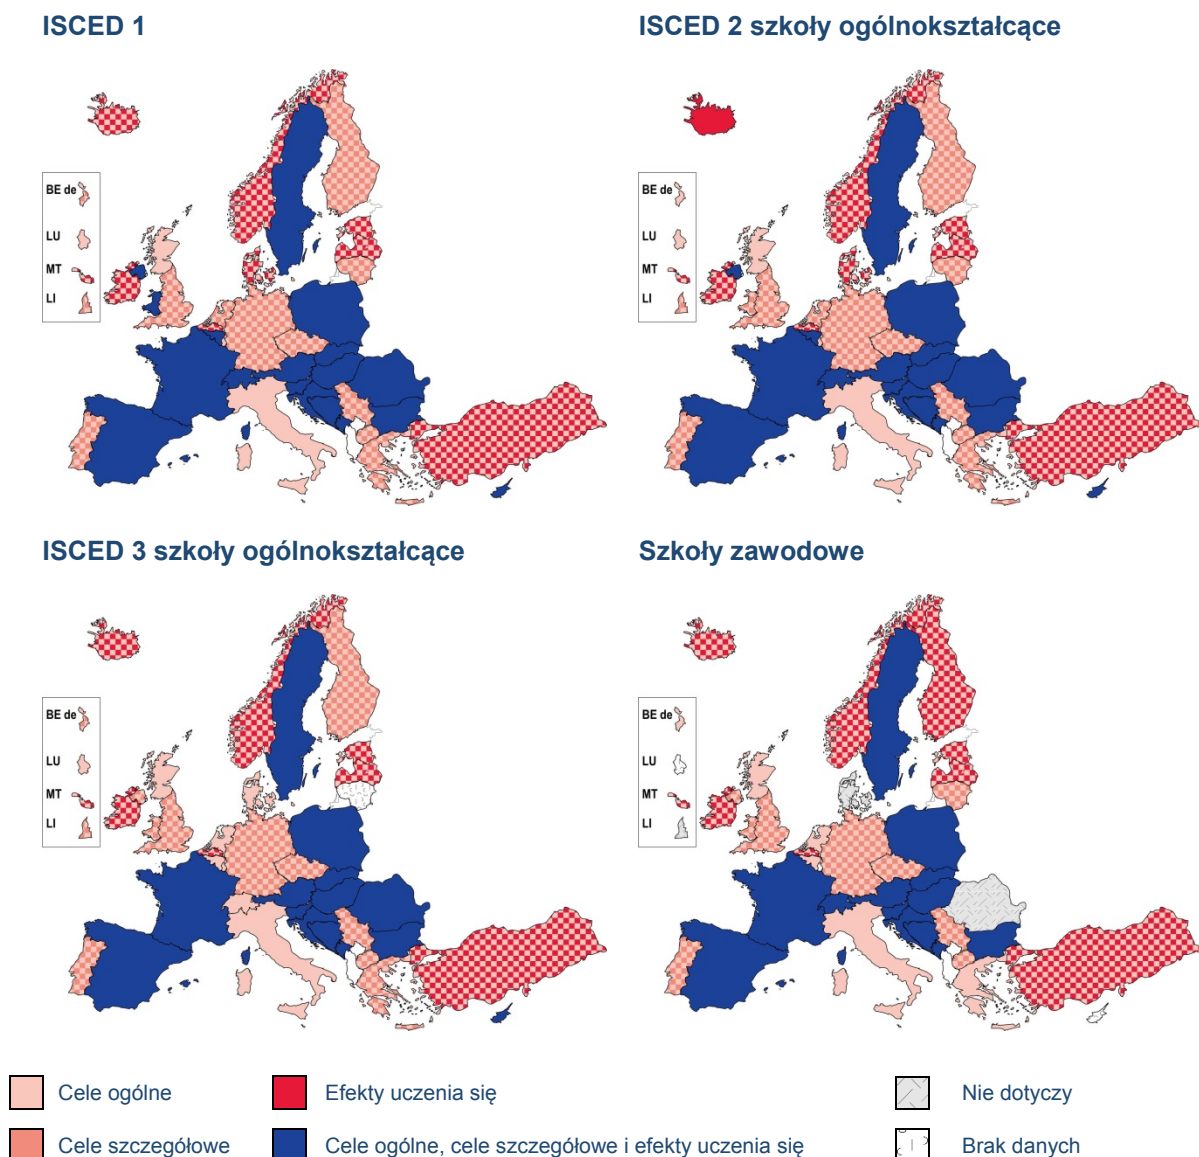 ISCED 1
ISCED 2 szkoły ogólnokształcące
BE de
LU
MT
LI
BE de
LU
MT
LI
ISCED 3 szkoły ogólnokształcące
Szkoły zawodowe
BE de
LU
MT
LI
BE de
LU
MT
LI
Cele ogólne
Efekty uczenia się
Nie dotyczy
Cele szczegółowe
Cele ogólne, cele szczegółowe i efekty uczenia się
Brak danych